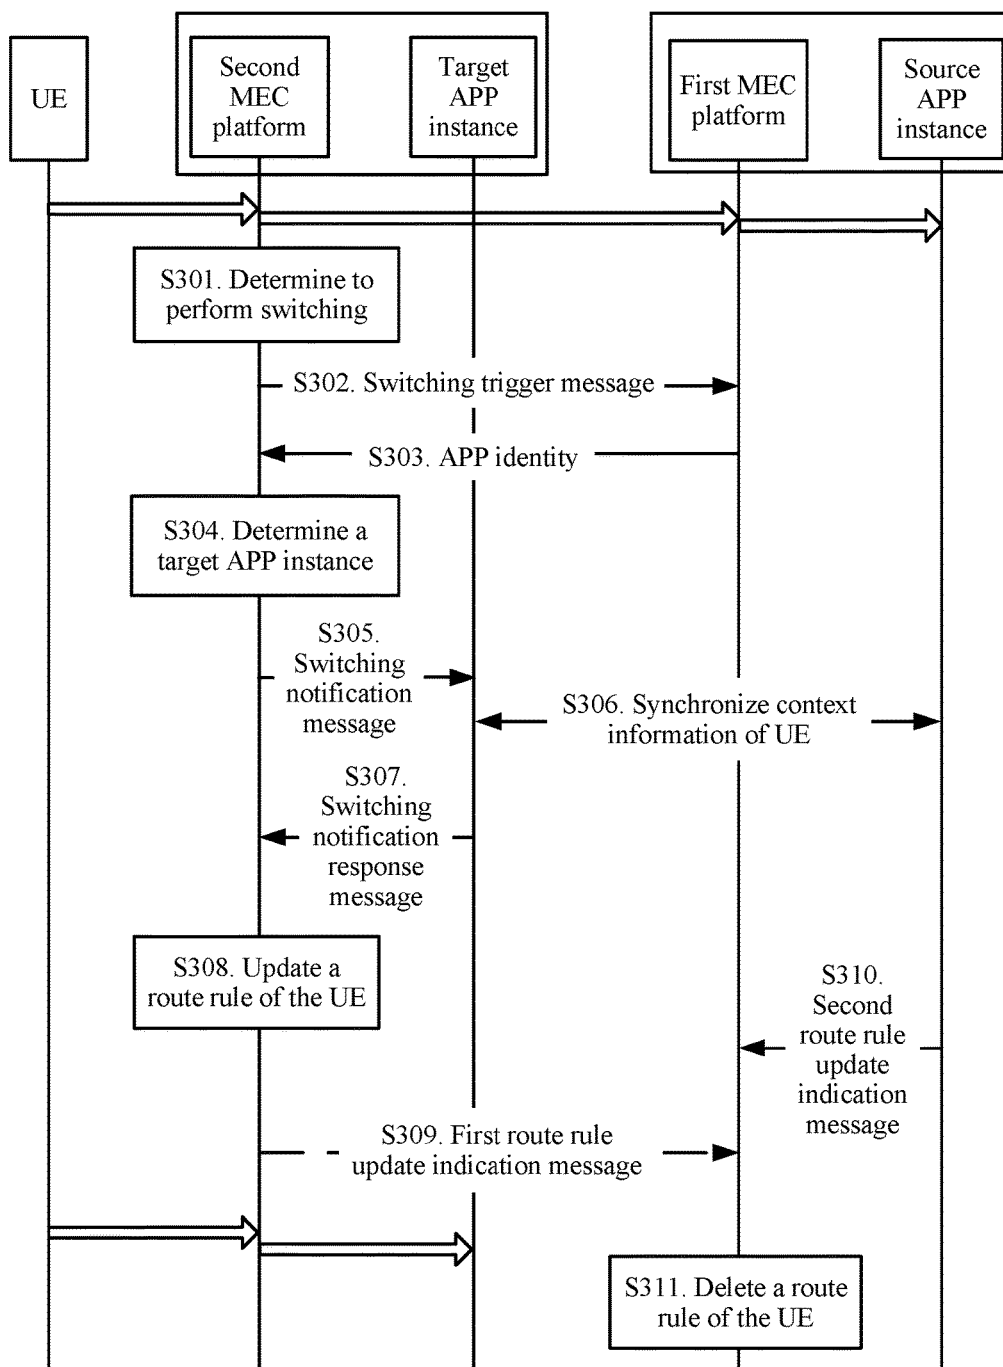 UE
Second
MEC
platform
Target
APP
instance
First MEC
platform
Source
APP
instance
S301. Determine to
perform switching
S302. Switching trigger message
S303. APP identity
S304. Determine a
target APP instance
S305.
Switching
notification
message
S306. Synchronize context
information of UE
S307.
Switching
notification
response
message
S308. Update a
route rule of the UE
S310.
Second
route rule
update
indication
message
S309. First route rule
update indication message
S311. Delete a route
rule of the UE